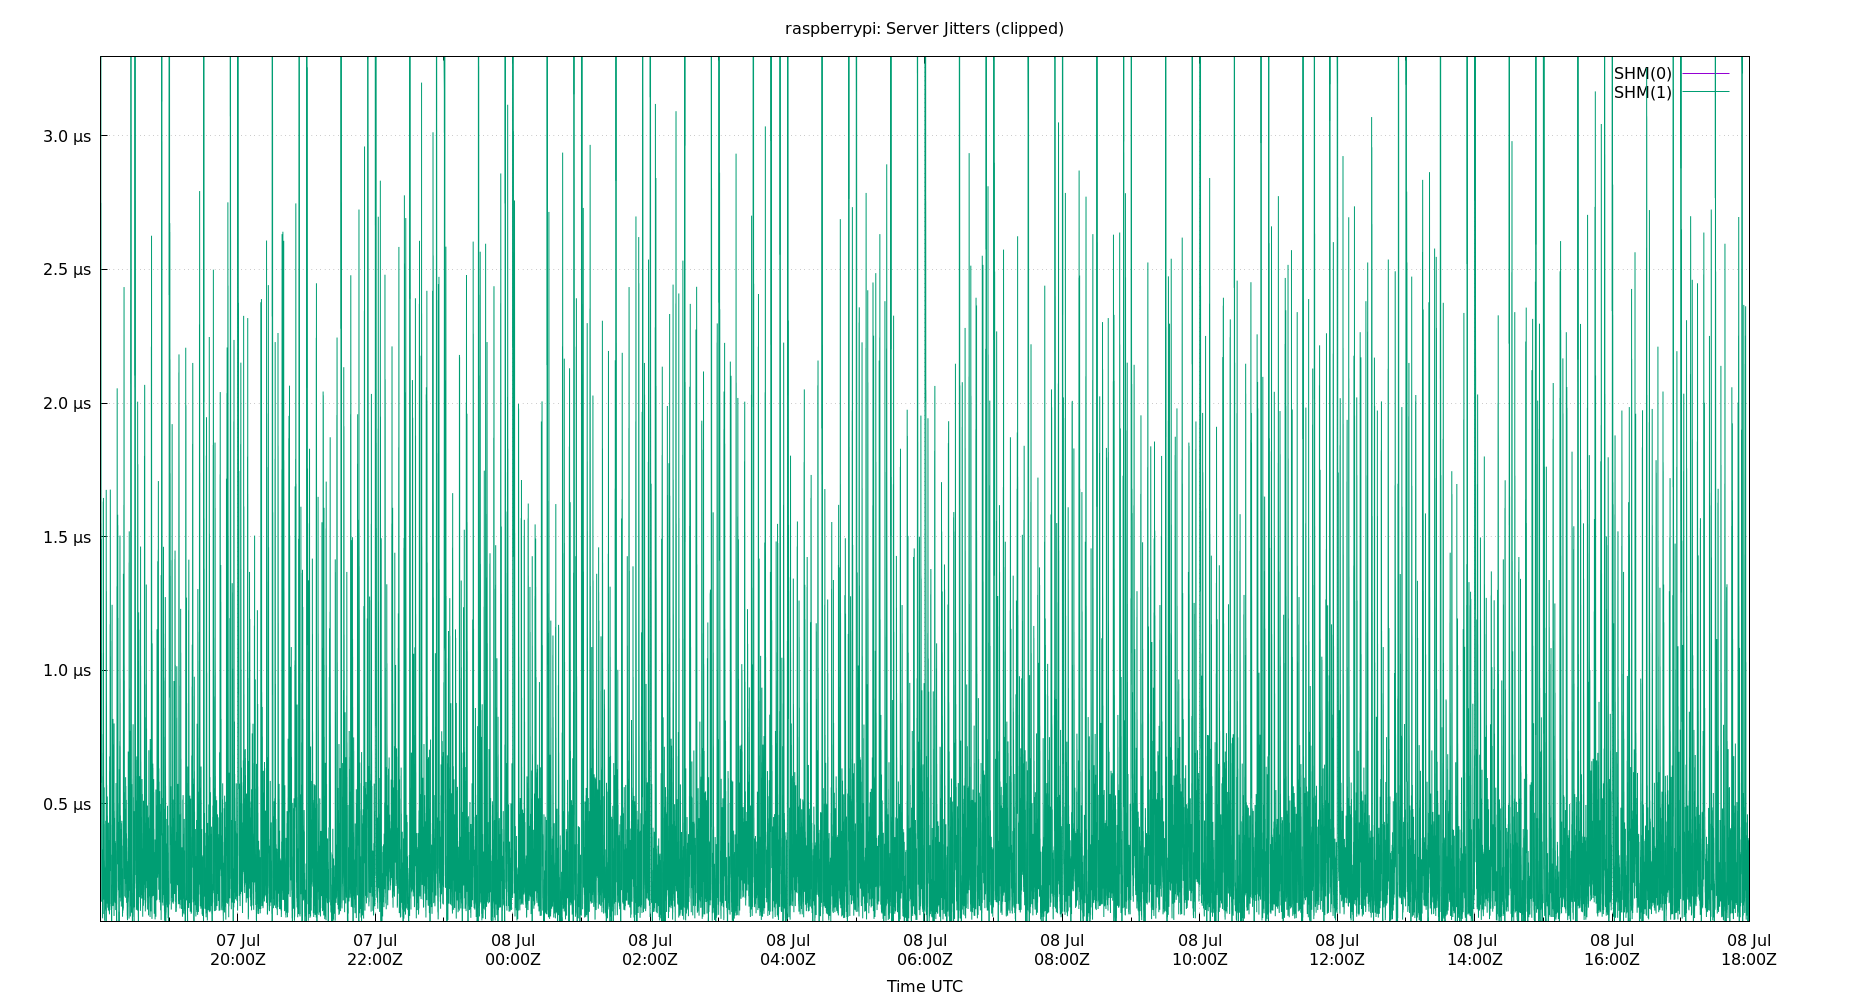 raspberrypi: Server Jitters (clipped)
SHM(0)
SHM(1)
3.0 µs
2.5 µs
2.0 µs
1.5 µs
1.0 µs
0.5 µs
07 Jul 07 Jul 08 Jul 08 Jul 08 Jul 08 Jul 08 Jul 08 Jul 08 Jul 08 Jul 08 Jul 08 Jul
20:00Z 22:00Z 00:00Z 02:00Z 04:00Z 06:00Z 08:00Z 10:00Z 12:00Z 14:00Z 16:00Z 18:00Z
Time UTC